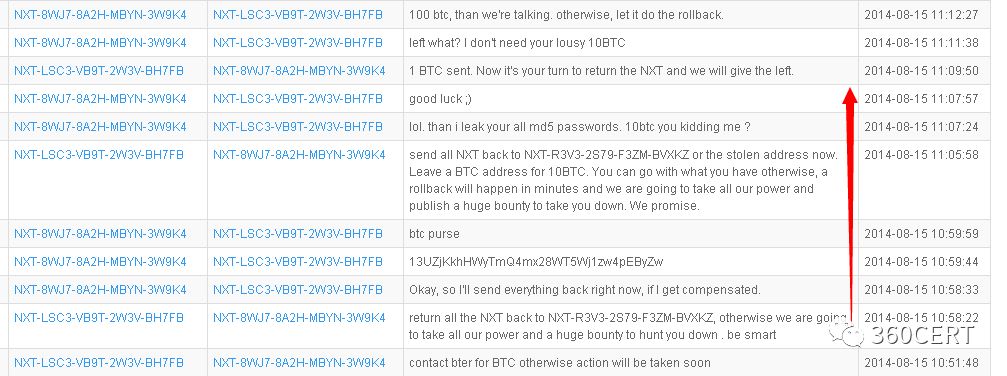 NXT-8WJ7-8A2H-MBYN-3W9K4 NXT-LSC3-VB9T-2W3V-BH7FB 100 btc, than we're talking. otherwise, let it do the rollback. 2014-08-15 11:12:27
NXT-8WJ7-8A2H-MBYN-3W9K4 NXT-LSC3-VB9T-2W3V-BH7FB left what? I don't need your lousy 10BTC 2014-08-15 11:11:38
NXT-LSC3-VB9T-2W3V-BH7FB NXT-8WJ7-8A2H-MBYN-3W9K4 1 BTC sent. Now it's your turn to return the NXT and we will give the left. 2014-08-15 11:09:50
NXT-8WJ7-8A2H-MBYN-3W9K4 NXT-LSC3-VB9T-2W3V-BH7FB good luck ;) 2014-08-15 11:07:57
NXT-8WJ7-8A2H-MBYN-3W9K4 NXT-LSC3-VB9T-2W3V-BH7FB lol. than i leak your all md5 passwords. 10btc you kidding me ? 2014-08-15 11:07:24
NXT-LSC3-VB9T-2W3V-BH7FB NXT-8WJ7-8A2H-MBYN-3W9K4 send all NXT back to NXT-R3V3-2S79-F3ZM-BVXKZ or the stolen address now. 2014-08-15 11:05:58
Leave a BTC address for 10BTC. You can go with what you have otherwise, a
rollback will happen in minutes and we are going to take all our power and
publish a huge bounty to take you down. We promise.
NXT-8WJ7-8A2H-MBYN-3W9K4 NXT-LSC3-VB9T-2W3V-BH7FB btc purse 2014-08-15 10:59:59
NXT-8WJ7-8A2H-MBYN-3W9K4 NXT-LSC3-VB9T-2W3V-BH7FB 13UZjKkhHWyTmQ4mx28WT5Wj1zw4pEByZw 2014-08-15 10:59:44
NXT-8WJ7-8A2H-MBYN-3W9K4 NXT-LSC3-VB9T-2W3V-BH7FB Okay, so I'll send everything back right now, if I get compensated. 2014-08-15 10:58:33
NXT-LSC3-VB9T-2W3V-BH7FB NXT-8WJ7-8A2H-MBYN-3W9K4 return all the NXT back to NXT-R3V3-2S79-F3ZM-BVXKZ, otherwise we are going 2014-08-15 10:58:22
to take all our power and a huge bounty to hunt you down . be smart
360CERT
NXT-LSC3-VB9T-2W3V-BH7FB NXT-8WJ7-8A2H-MBYN-3W9K4 contact bter for BTC otherwise action will be taken soon 2014-08-15 10:51:48